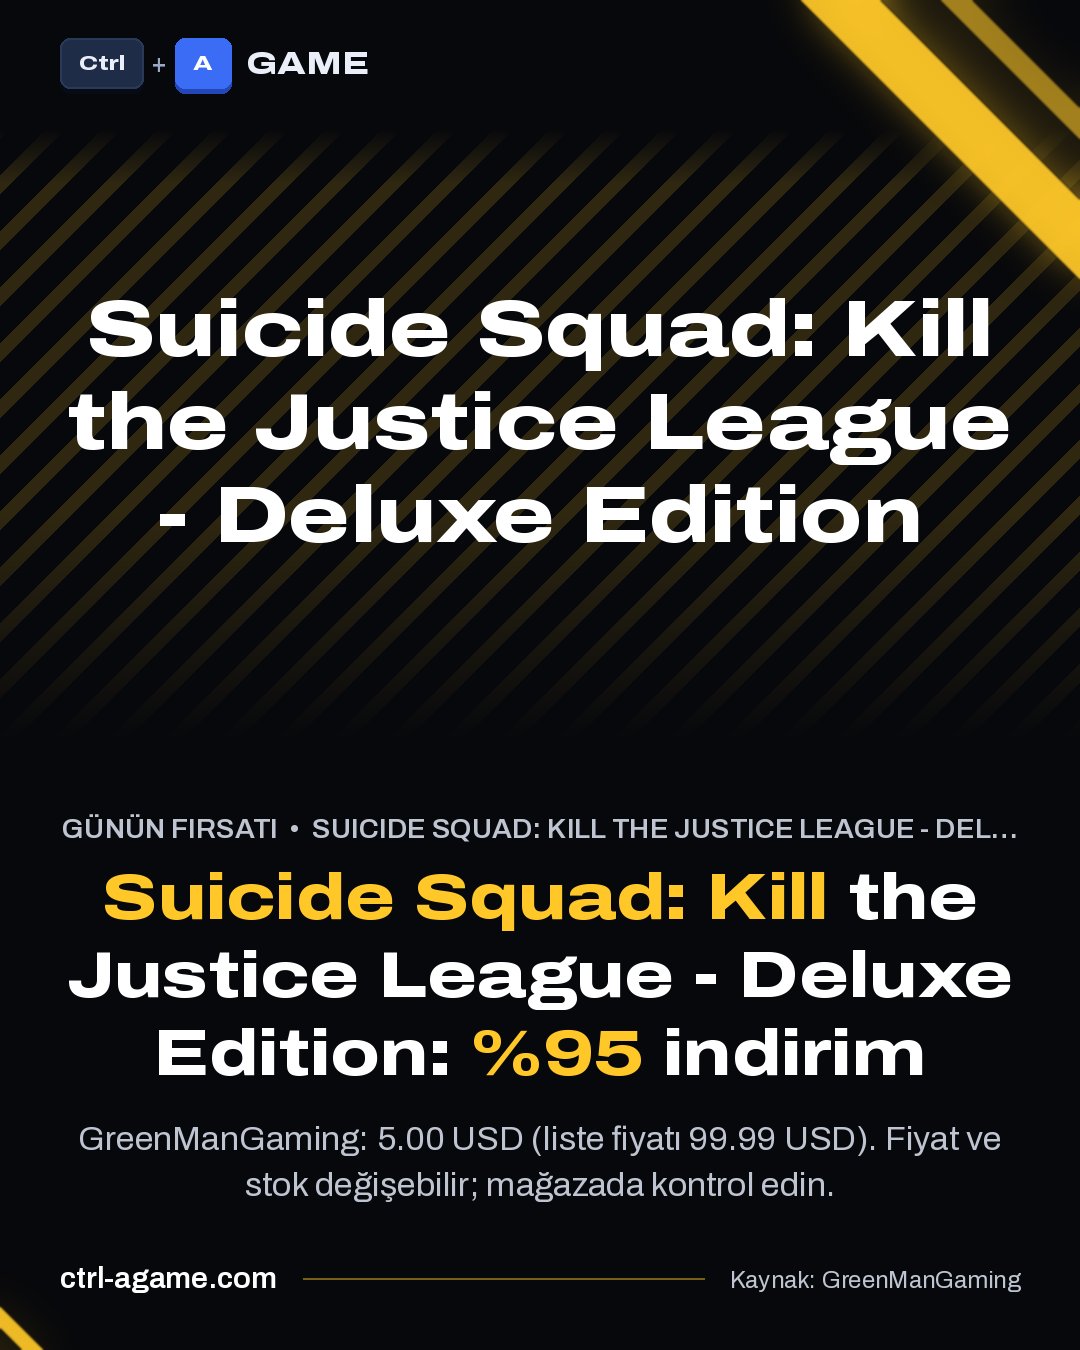 Ctrl + A GAME
Suicide Squad: Kill
the Justice League
- Deluxe Edition
GÜNÜN FIRSATI • SUICIDE SQUAD: KILL THE JUSTICE LEAGUE - DEL...
Suicide Squad: Kill the
Justice League - Deluxe
Edition: %95 indirim
GreenManGaming: 5.00 USD (liste fiyatı 99.99 USD). Fiyat ve
stok değişebilir; mağazada kontrol edin.
ctrl-agame.com
Kaynak: GreenManGaming